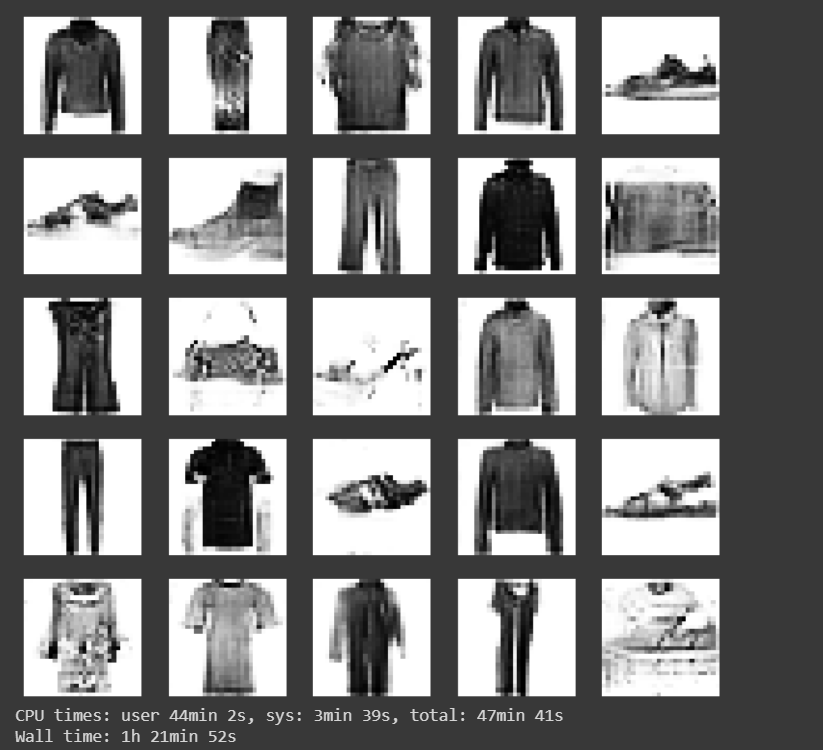 CPU times: user 44min 2s, sys: 3min 39s, total: 47min 41s
Wall time: 1h 21min 52s